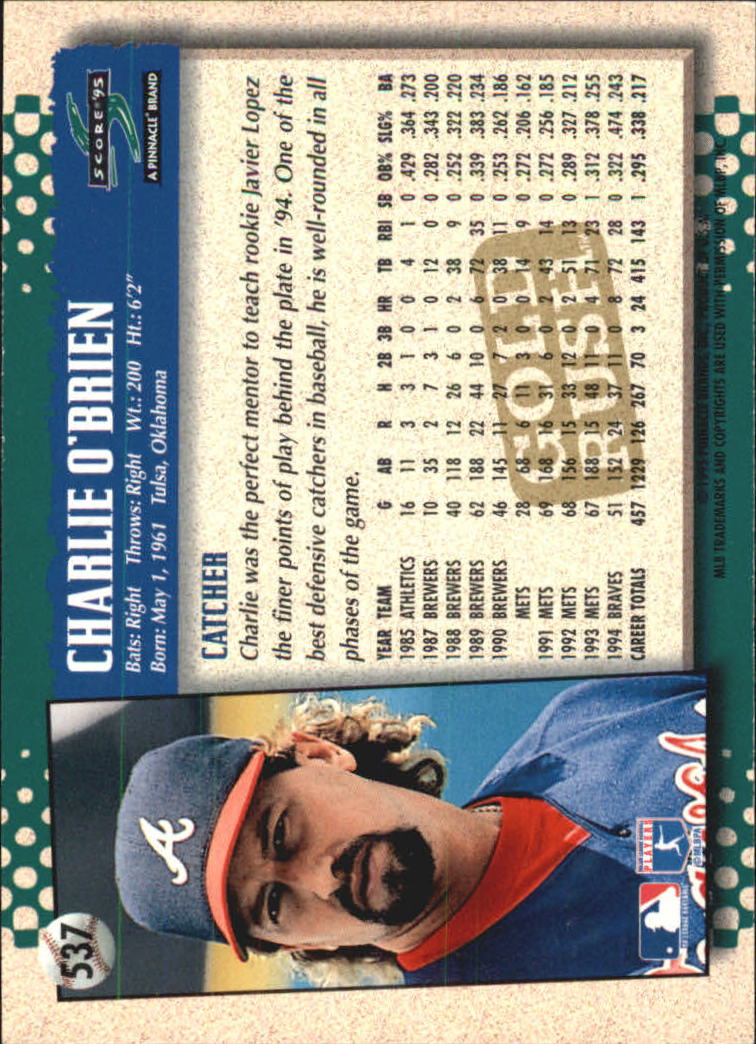 537
CHARLIE O'BRIEN
Bats: Right Throws: Right Wt.: 200 Ht.: 6'2"
Born: May 1, 1961 Tulsa, Oklahoma
SCORE '95
A PINNACLE BRAND
CATCHER
Charlie was the perfect mentor to teach rookie Javier Lopez
the finer points of play behind the plate in '94. One of the
best defensive catchers in baseball, he is well-rounded in all
phases of the game.
YEAR TEAM G AB R H 2B 3B HR TB RBI SB OB% SLG% BA
1985 ATHLETICS 16 11 3 3 1 0 0 4 1 0 .429 .364 .273
1987 BREWERS 10 35 2 7 3 1 0 12 0 0 .282 .343 .200
1988 BREWERS 40 118 12 26 6 0 2 38 9 0 .252 .322 .220
1989 BREWERS 62 188 22 44 10 0 6 72 35 0 .339 .383 .234
1990 BREWERS 46 145 11 27 7 2 0 38 11 0 .253 .262 .186
METS 28 68 6 11 3 0 0 14 9 0 .272 .206 .162
1991 METS 69 168 16 31 6 0 2 43 14 0 .272 .256 .185
1992 METS 68 156 15 33 12 0 2 51 13 0 .289 .327 .212
1993 METS 67 188 15 48 11 0 4 71 23 1 .312 .378 .255
1994 BRAVES 51 152 24 37 11 0 8 72 28 0 .322 .474 .243
CAREER TOTALS 457 1229 126 267 70 3 24 415 143 1 .295 .338 .217
GOLD
RUSH
© 1995 PINNACLE BRANDS, INC. PRODUCED IN U.S.A.
MLB TRADEMARKS AND COPYRIGHTS ARE USED WITH PERMISSION OF MLBP, INC.
A
PLAYERS
© MLBPA